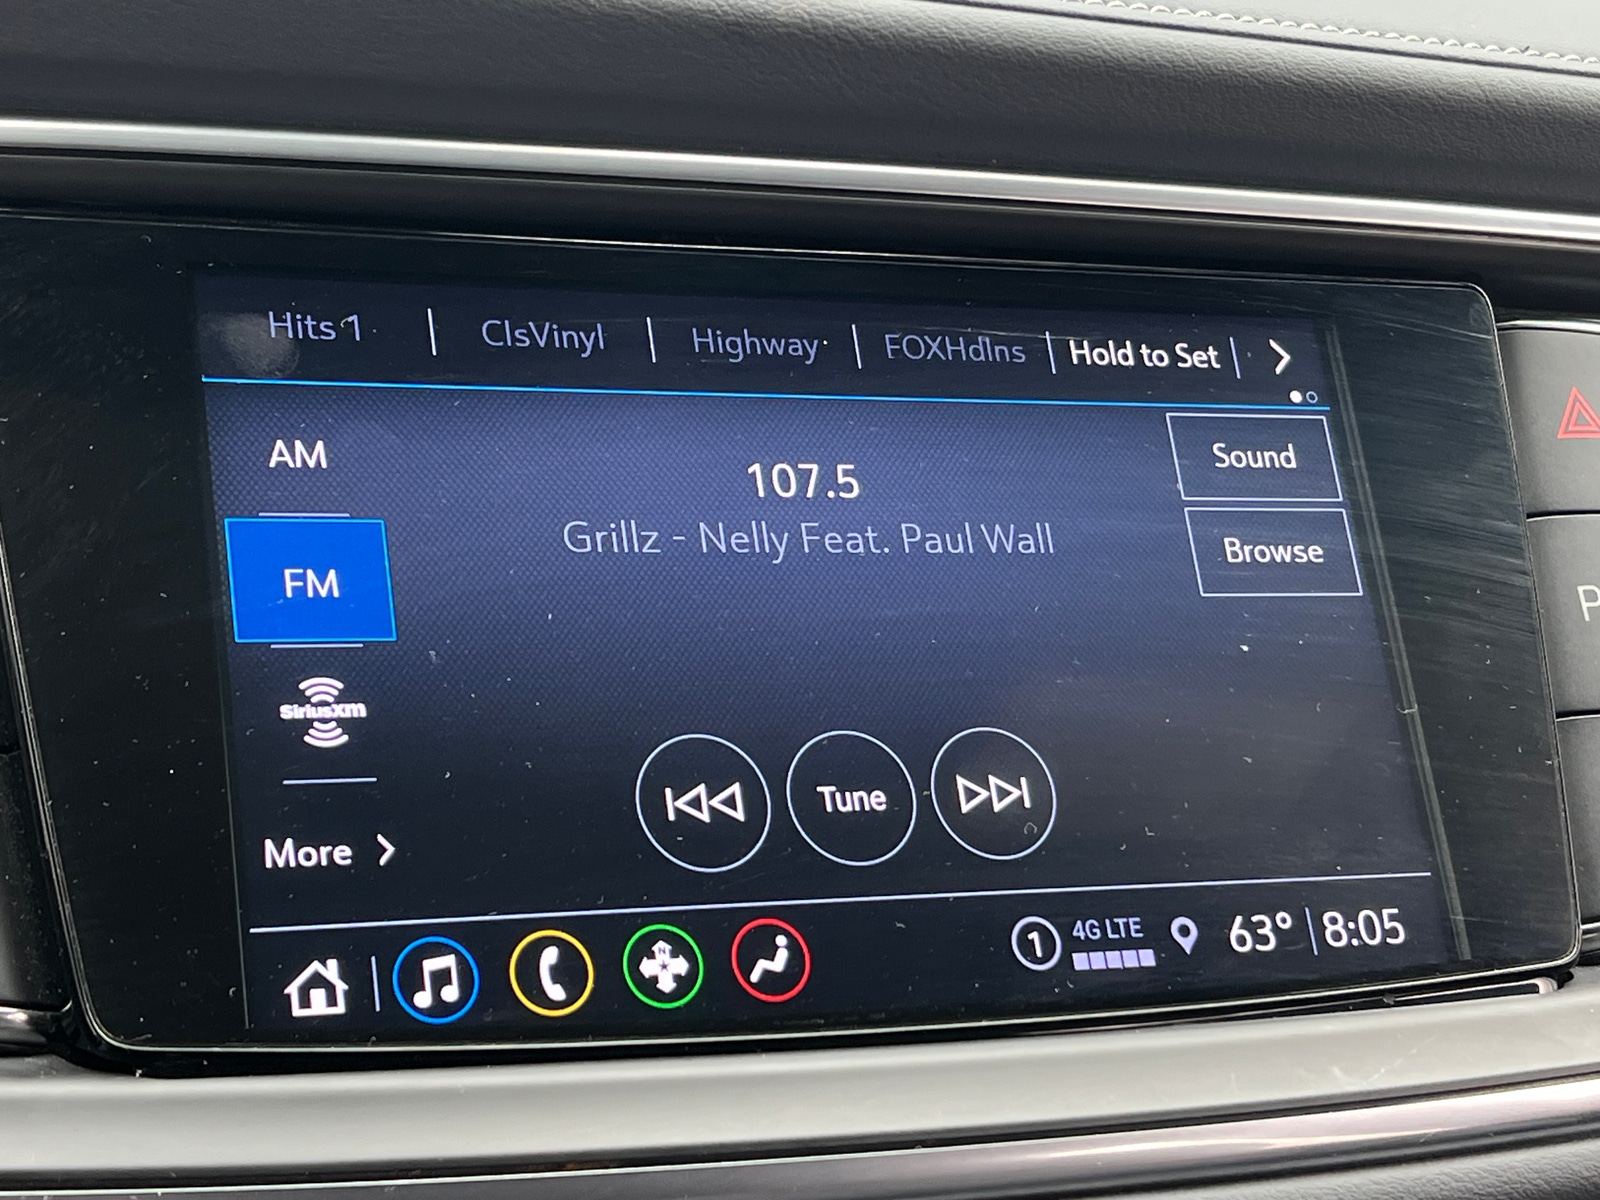 Hits 1 ClsVinyl Highway FOXHdlns Hold to Set
AM
107.5
Sound
Grillz - Nelly Feat. Paul Wall
Browse
FM
SiriusXm
Tune
More
1 4G LTE 63° 8:05
N
P